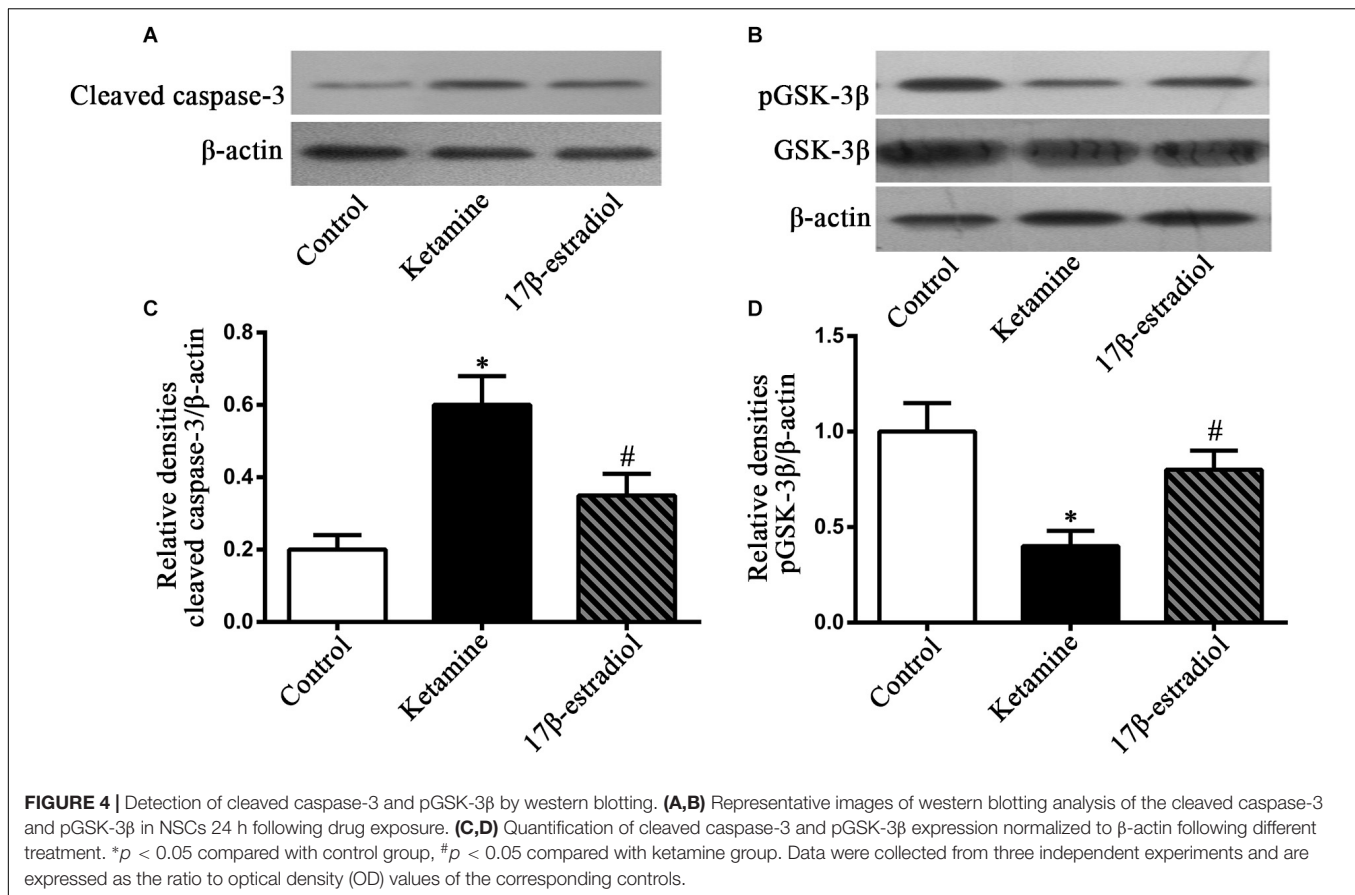 A
Cleaved caspase-3
β-actin
Control
Ketamine
17β-estradiol
B
pGSK-3β
GSK-3β
β-actin
Control
Ketamine
17β-estradiol
C
Relative densities
cleaved caspase-3/β-actin
0.8
0.6
0.4
0.2
0.0
*
#
Control
Ketamine
17β-estradiol
D
Relative densities
pGSK-3β/β-actin
1.5
1.0
0.5
0.0
*
#
Control
Ketamine
17β-estradiol
FIGURE 4 | Detection of cleaved caspase-3 and pGSK-3β by western blotting. (A,B) Representative images of western blotting analysis of the cleaved caspase-3
and pGSK-3β in NSCs 24 h following drug exposure. (C,D) Quantification of cleaved caspase-3 and pGSK-3β expression normalized to β-actin following different
treatment. *p < 0.05 compared with control group, #p < 0.05 compared with ketamine group. Data were collected from three independent experiments and are
expressed as the ratio to optical density (OD) values of the corresponding controls.